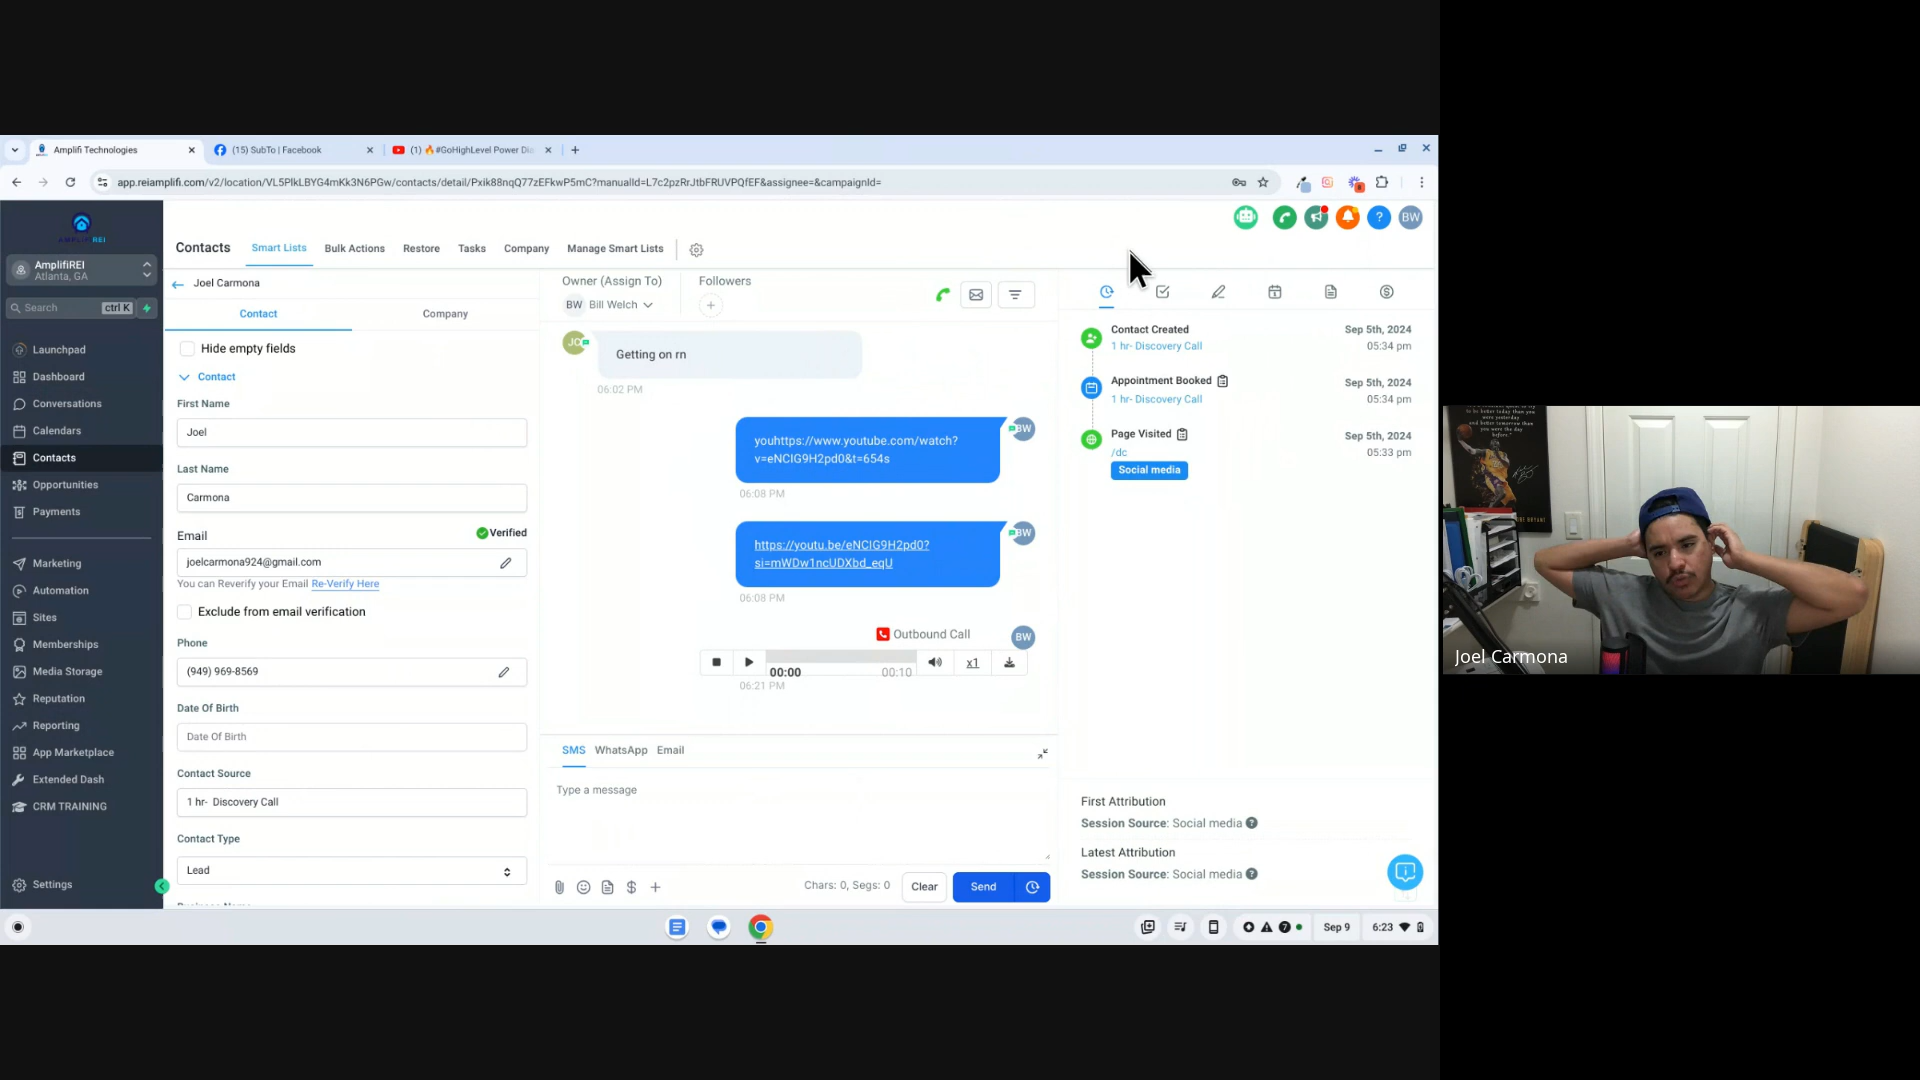 Amplifi Technologies
(15) SubTo | Facebook
(1) 🔥#GoHighLevel Power Di
app.reiamplifi.com/v2/location/VL5PlkLBYG4mKk3N6PGw/contacts/detail/Pxik88nqQ77zEFkwP5mC?manualId=L7c2pzRrJtbFRUVPQfEF&assignee=&campaignId=
BW
Contacts
Smart Lists
Bulk Actions
Restore
Tasks
Company
Manage Smart Lists
AmplifiREI
Atlanta, GA
Search
ctrl K
Launchpad
Dashboard
Conversations
Calendars
Contacts
Opportunities
Payments
Marketing
Automation
Sites
Memberships
Media Storage
Reputation
Reporting
App Marketplace
Extended Dash
CRM TRAINING
Settings
Joel Carmona
Contact
Company
Hide empty fields
Contact
First Name
Joel
Last Name
Carmona
Email
Verified
joelcarmona924@gmail.com
You can Reverify your Email Re-Verify Here
Exclude from email verification
Phone
(949) 969-8569
Date Of Birth
Date Of Birth
Contact Source
1 hr- Discovery Call
Contact Type
Lead
Owner (Assign To)
BW Bill Welch
Followers
JO
Getting on rn
06:02 PM
youhttps://www.youtube.com/watch?
v=eNCIG9H2pd0&t=654s
BW
06:08 PM
https://youtu.be/eNCIG9H2pd0?
si=mWDw1ncUDXbd_eqU
BW
06:08 PM
Outbound Call
BW
00:00
00:10
x1
06:21 PM
SMS
WhatsApp
Email
Type a message
Chars: 0, Segs: 0
Clear
Send
Contact Created
Sep 5th, 2024
1 hr- Discovery Call
05:34 pm
Appointment Booked
Sep 5th, 2024
1 hr- Discovery Call
05:34 pm
Page Visited
Sep 5th, 2024
/dc
05:33 pm
Social media
First Attribution
Session Source: Social media
Latest Attribution
Session Source: Social media
Sep 9
6:23
Joel Carmona